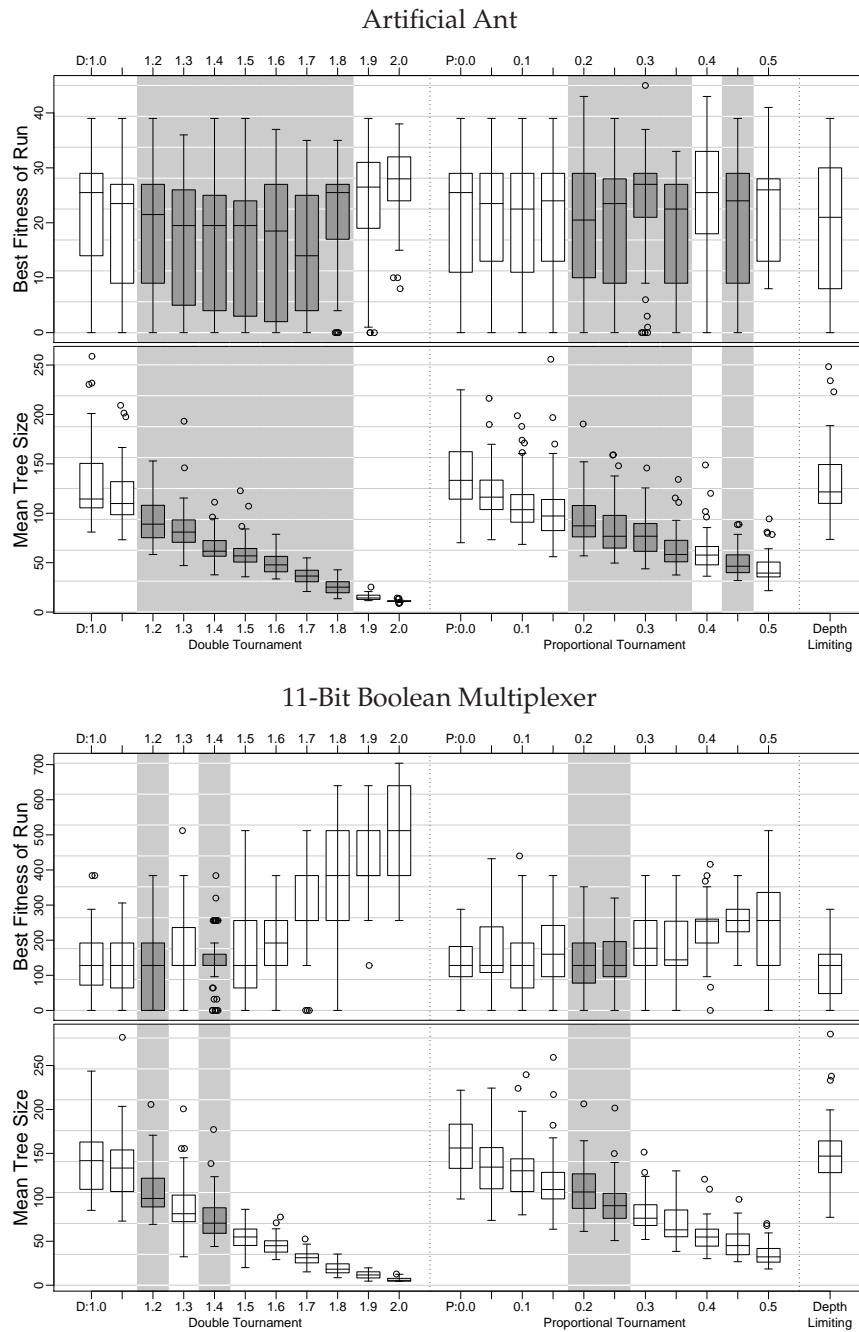 Artificial Ant
D:1.0 1.2 1.3 1.4 1.5 1.6 1.7 1.8 1.9 2.0 P:0.0 0.1 0.2 0.3 0.4 0.5
Best Fitness of Run
40
30
20
10
0
Mean Tree Size
250
200
150
100
50
0
D:1.0 1.2 1.3 1.4 1.5 1.6 1.7 1.8 1.9 2.0 P:0.0 0.1 0.2 0.3 0.4 0.5 Depth
Double Tournament Proportional Tournament Limiting
11-Bit Boolean Multiplexer
D:1.0 1.2 1.3 1.4 1.5 1.6 1.7 1.8 1.9 2.0 P:0.0 0.1 0.2 0.3 0.4 0.5
Best Fitness of Run
700
600
500
400
300
200
100
0
Mean Tree Size
250
200
150
100
50
0
D:1.0 1.2 1.3 1.4 1.5 1.6 1.7 1.8 1.9 2.0 P:0.0 0.1 0.2 0.3 0.4 0.5 Depth
Double Tournament Proportional Tournament Limiting